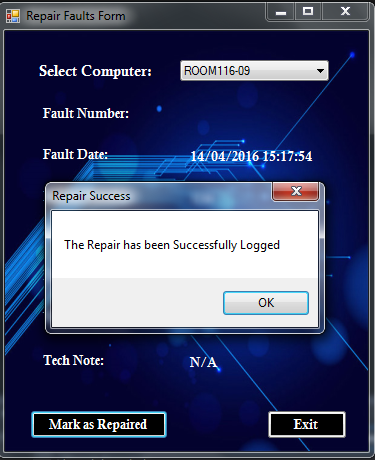 Repair Faults Form
Select Computer: ROOM116-09
Fault Number:
Fault Date: 14/04/2016 15:17:54
Repair Success
The Repair has been Successfully Logged
OK
Tech Note: N/A
Mark as Repaired Exit